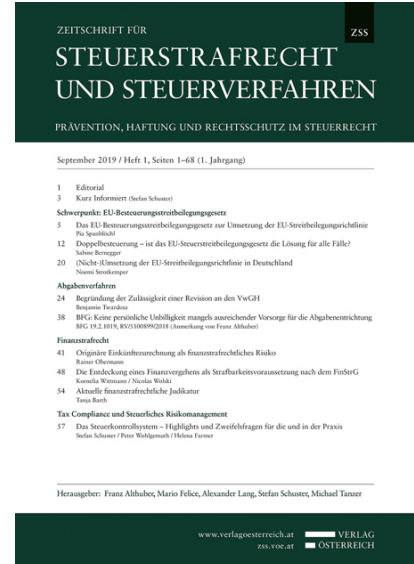 ZEITSCHRIFT FÜR
ZSS
STEUERSTRAFRECHT
UND STEUERVERFAHREN
PRÄVENTION, HAFTUNG UND RECHTSSCHUTZ IM STEUERRECHT
September 2019 / Heft 1, Seiten 1–68 (1. Jahrgang)
1 Editorial
3 Kurz Informiert (Stefan Schuster)
Schwerpunkt: EU-Besteuerungsstreitbeilegungsgesetz
5 Das EU-Besteuerungsstreitbeilegungsgesetz zur Umsetzung der EU-Streitbeilegungsrichtlinie
Pia Spanblöchl
12 Doppelbesteuerung – ist das EU-Steuerstreitbeilegungsgesetz die Lösung für alle Fälle?
Sabine Bernegger
20 (Nicht-)Umsetzung der EU-Streitbeilegungsrichtlinie in Deutschland
Noemi Strotkemper
Abgabenverfahren
24 Begründung der Zulässigkeit einer Revision an den VwGH
Benjamin Twardosz
38 BFG: Keine persönliche Unbilligkeit mangels ausreichender Vorsorge für die Abgabenentrichtung
BFG 19.2.1019, RV/5100899/2018 (Anmerkung von Franz Althuber)
Finanzstrafrecht
41 Originäre Einkünftezurechnung als finanzstrafrechtliches Risiko
Rainer Obermann
48 Die Entdeckung eines Finanzvergehens als Strafbarkeitsvoraussetzung nach dem FinStrG
Kornelia Wittmann / Nicolas Wolski
54 Aktuelle finanzstrafrechtliche Judikatur
Tanja Barth
Tax Compliance und Steuerliches Risikomanagement
57 Das Steuerkontrollsystem – Highlights und Zweifelsfragen für die und in der Praxis
Stefan Schuster / Peter Wohlgemuth / Helena Farmer
Herausgeber: Franz Althuber, Mario Felice, Alexander Lang, Stefan Schuster, Michael Tanzer
www.verlagoesterreich.at
zss.voe.at
VERLAG
ÖSTERREICH